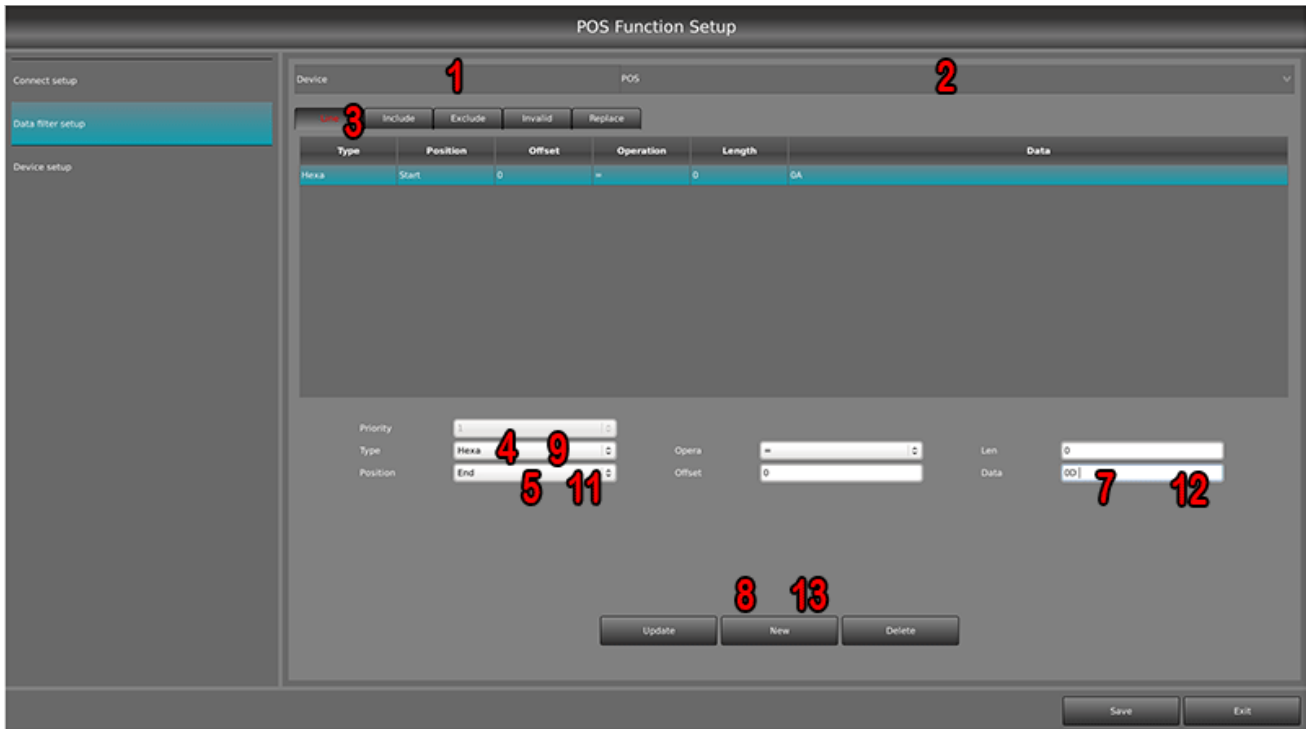 POS Function Setup
Connect setup
Data filter setup
Device setup
Device 1 POS 2
3 Include Exclude Invalid Replace
Type Position Offset Operation Length Data
Hexa Start 0 = 0 0A
Priority 1
Type Hexa 4 9 Opera = Len 0
Position End 5 11 Offset 0 Data 0D 7 12
8 13
Update New Delete
Save Exit